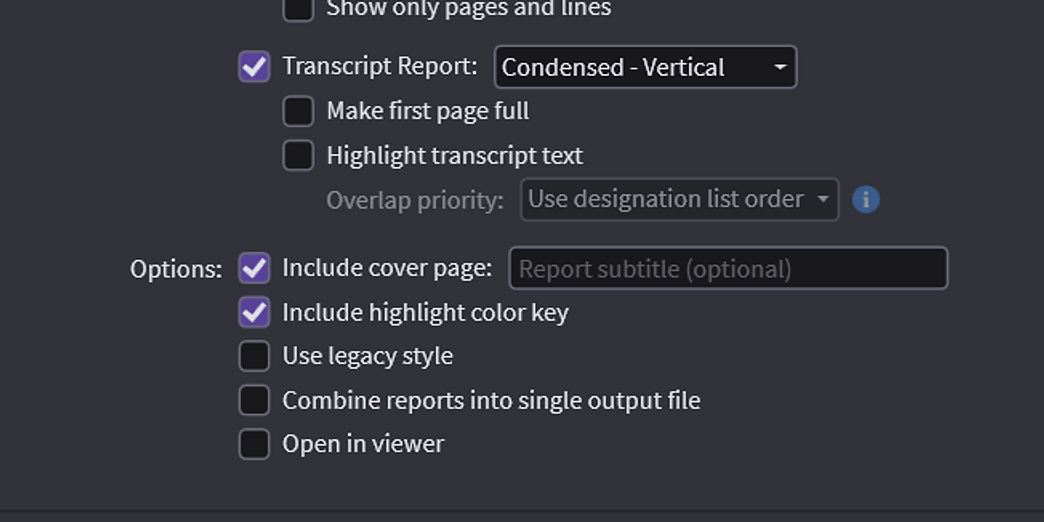 Show only pages and lines
Transcript Report: Condensed - Vertical
Make first page full
Highlight transcript text
Overlap priority: Use designation list order
Options: Include cover page: Report subtitle (optional)
Include highlight color key
Use legacy style
Combine reports into single output file
Open in viewer